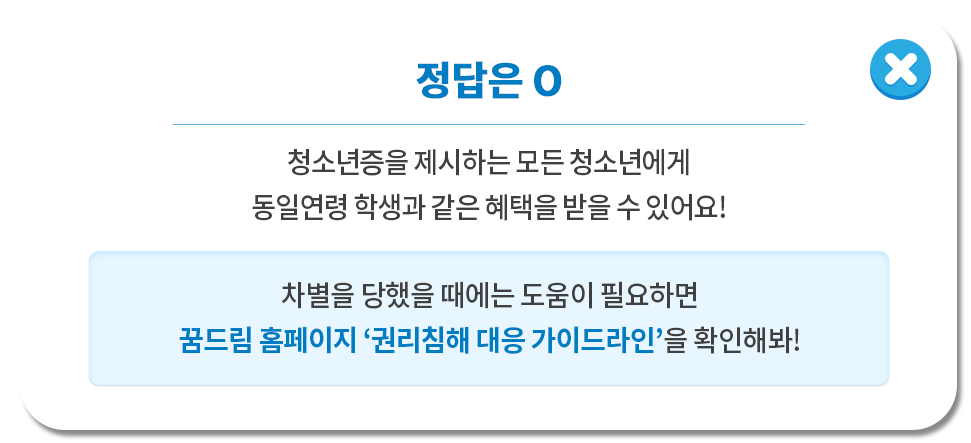 정답은 O
청소년증을 제시하는 모든 청소년에게
동일연령 학생과 같은 혜택을 받을 수 있어요!
차별을 당했을 때에는 도움이 필요하면
꿈드림 홈페이지 ‘권리침해 대응 가이드라인’을 확인해봐!